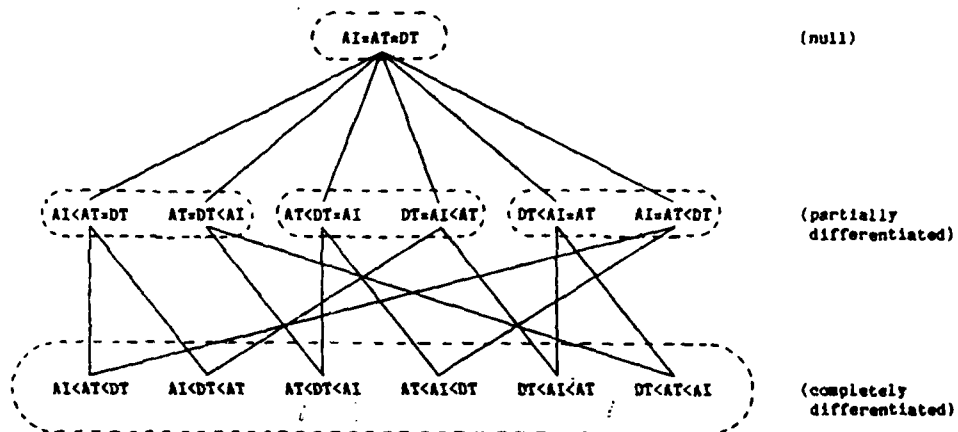 AI=AT=DT (null)
AI<AT=DT AT=DT<AI AT<DT=AI DT=AI<AT DT<AI=AT AI=AT<DT (partially
differentiated)
AI<AT<DT AI<DT<AT AT<DT<AI AT<AI<DT DT<AI<AT DT<AT<AI (completely
differentiated)